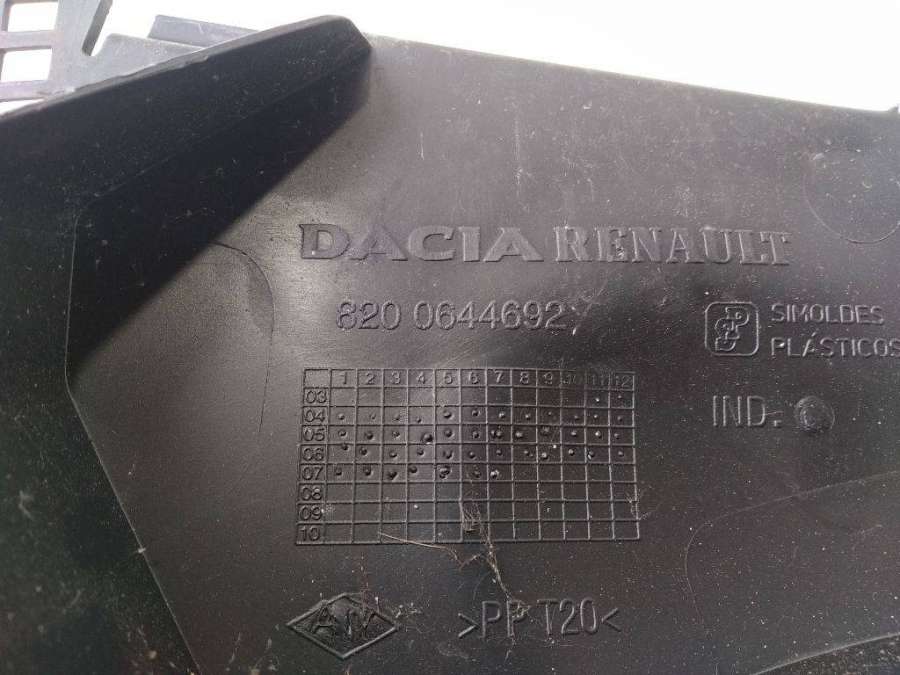 DACIA RENAULT
820 0644692
SIMOLDES
PLÁSTICOS
1 2 3 4 5 6 7 8 9 10 11 12
03
04
05
06
07
08
09
10
IND:
>PP T20<